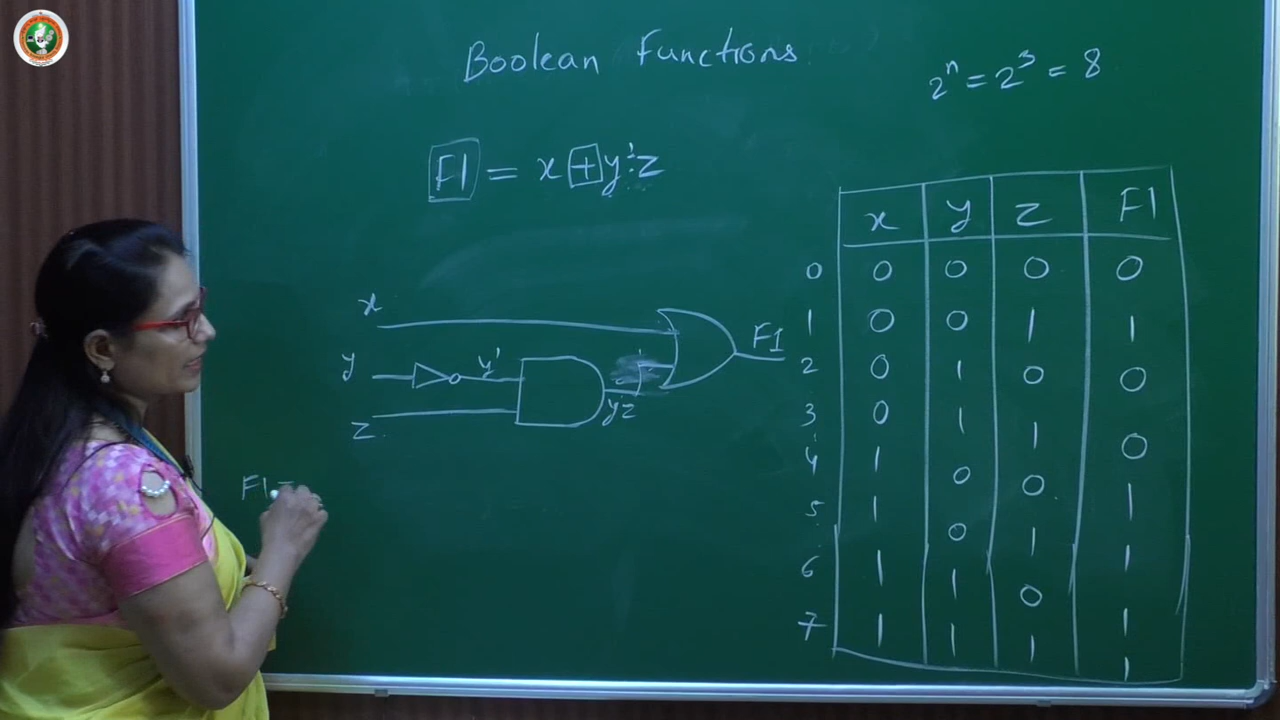 Boolean Functions
2ⁿ = 2³ = 8
F1 = x + y'·z
x y z F1
0 0 0 0 0
1 0 0 1 1
2 0 1 0 0
3 0 1 1 0
4 1 0 0 1
5 1 0 1 1
6 1 1 0 1
7 1 1 1 1
x
F1
y y'
yz
z
F1 =